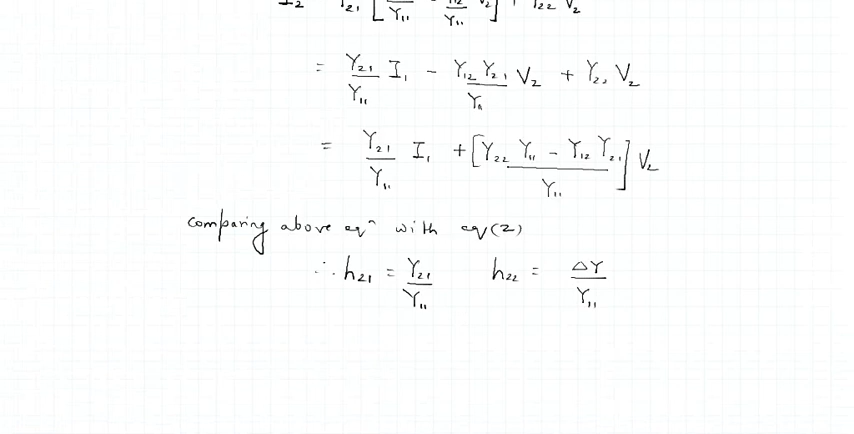 = Y21/Y11 I1 - Y12 Y21/Y11 V2 + Y22 V2
= Y21/Y11 I1 + [Y22 Y11 - Y12 Y21/Y11] V2
comparing above eqⁿ with eq(2)
∴ h21 = Y21/Y11 h22 = ΔY/Y11